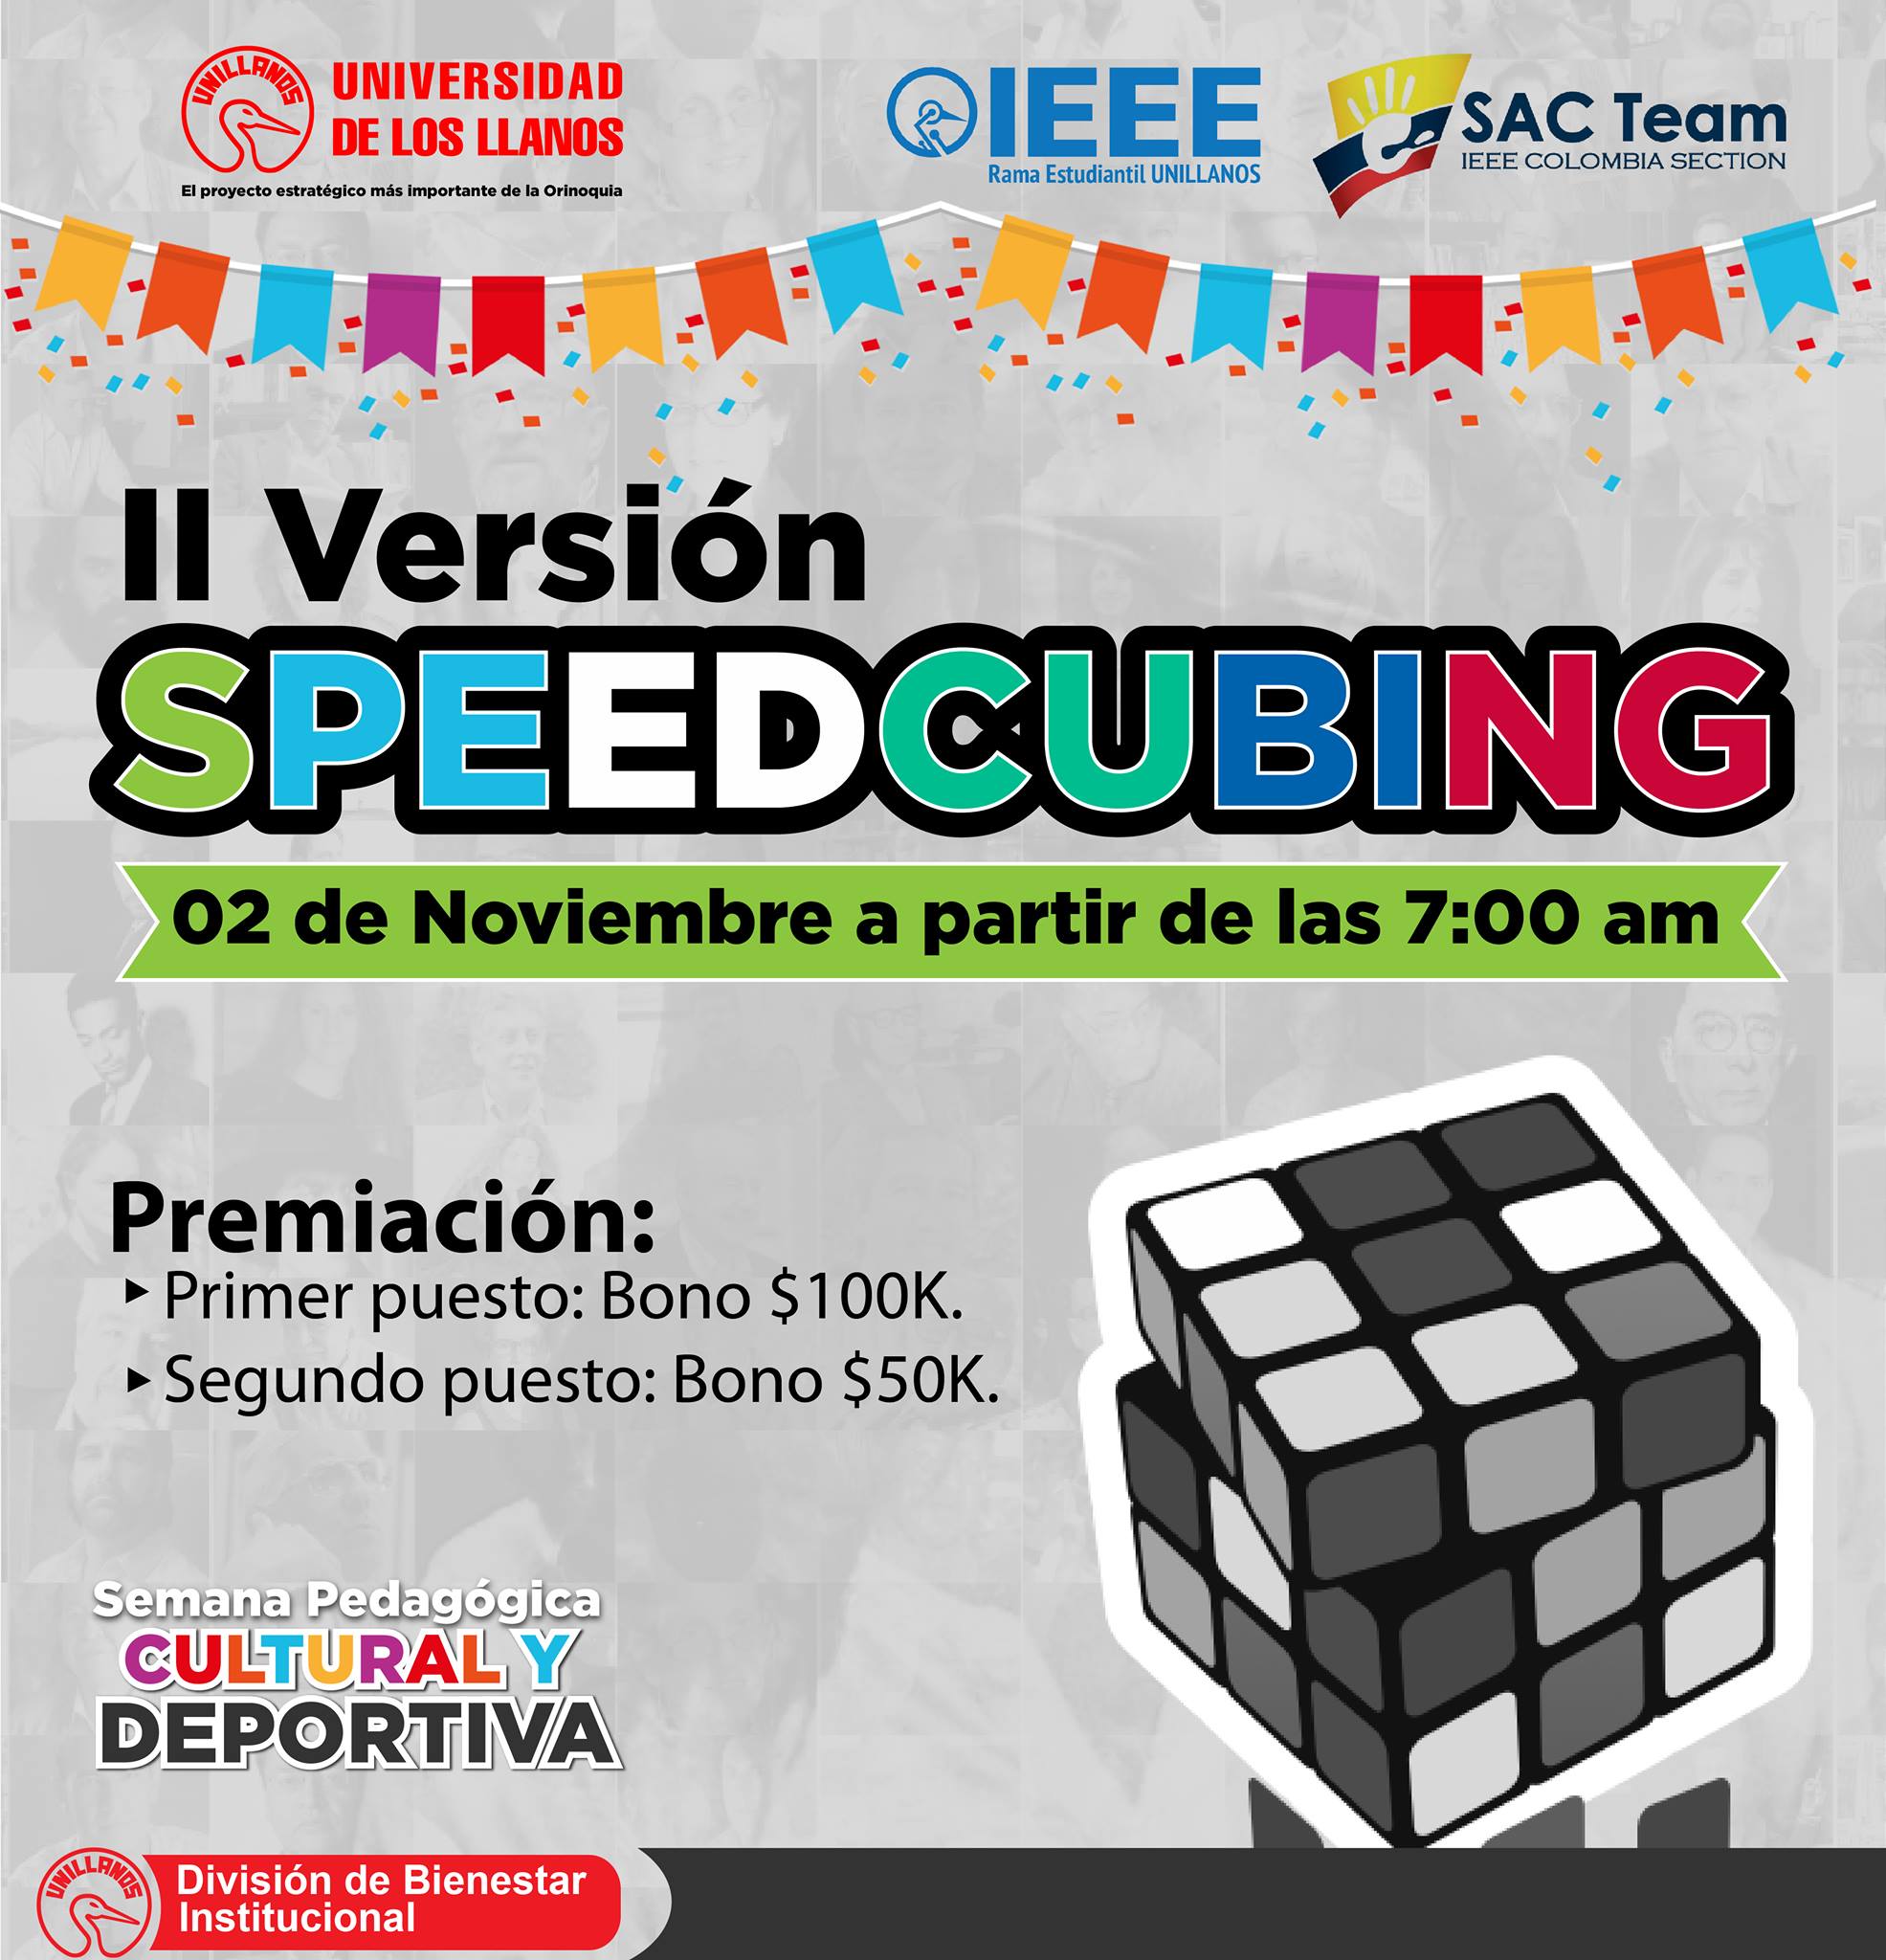 UNILLANOS
UNIVERSIDAD
DE LOS LLANOS
El proyecto estratégico más importante de la Orinoquia
IEEE
Rama Estudiantil UNILLANOS
SAC Team
IEEE COLOMBIA SECTION
II Versión
SPEEDCUBING
02 de Noviembre a partir de las 7:00 am
Premiación:
▸ Primer puesto: Bono $100K.
▸ Segundo puesto: Bono $50K.
Semana Pedagógica
CULTURAL Y
DEPORTIVA
UNILLANOS
División de Bienestar
Institucional